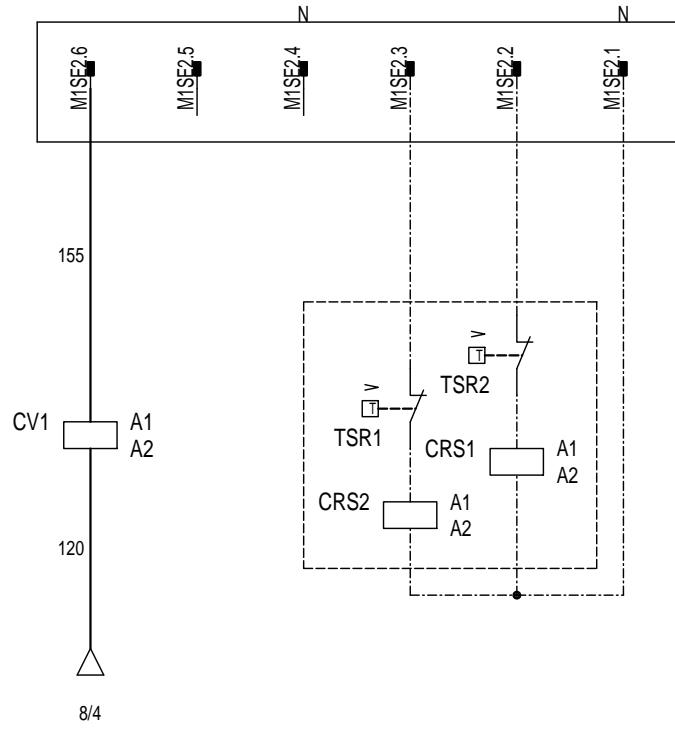 N N
M1SE2.6 M1SE2.5 M1SE2.4 M1SE2.3 M1SE2.2 M1SE2.1
155
V
T
TSR2
V
T
TSR1
CV1 A1
A2
CRS1 A1
A2
CRS2 A1
A2
120
8/4